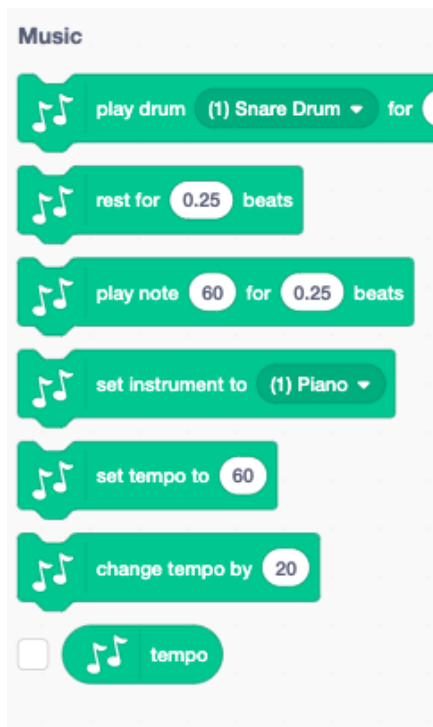 Music
play drum (1) Snare Drum for
rest for 0.25 beats
play note 60 for 0.25 beats
set instrument to (1) Piano
set tempo to 60
change tempo by 20
tempo